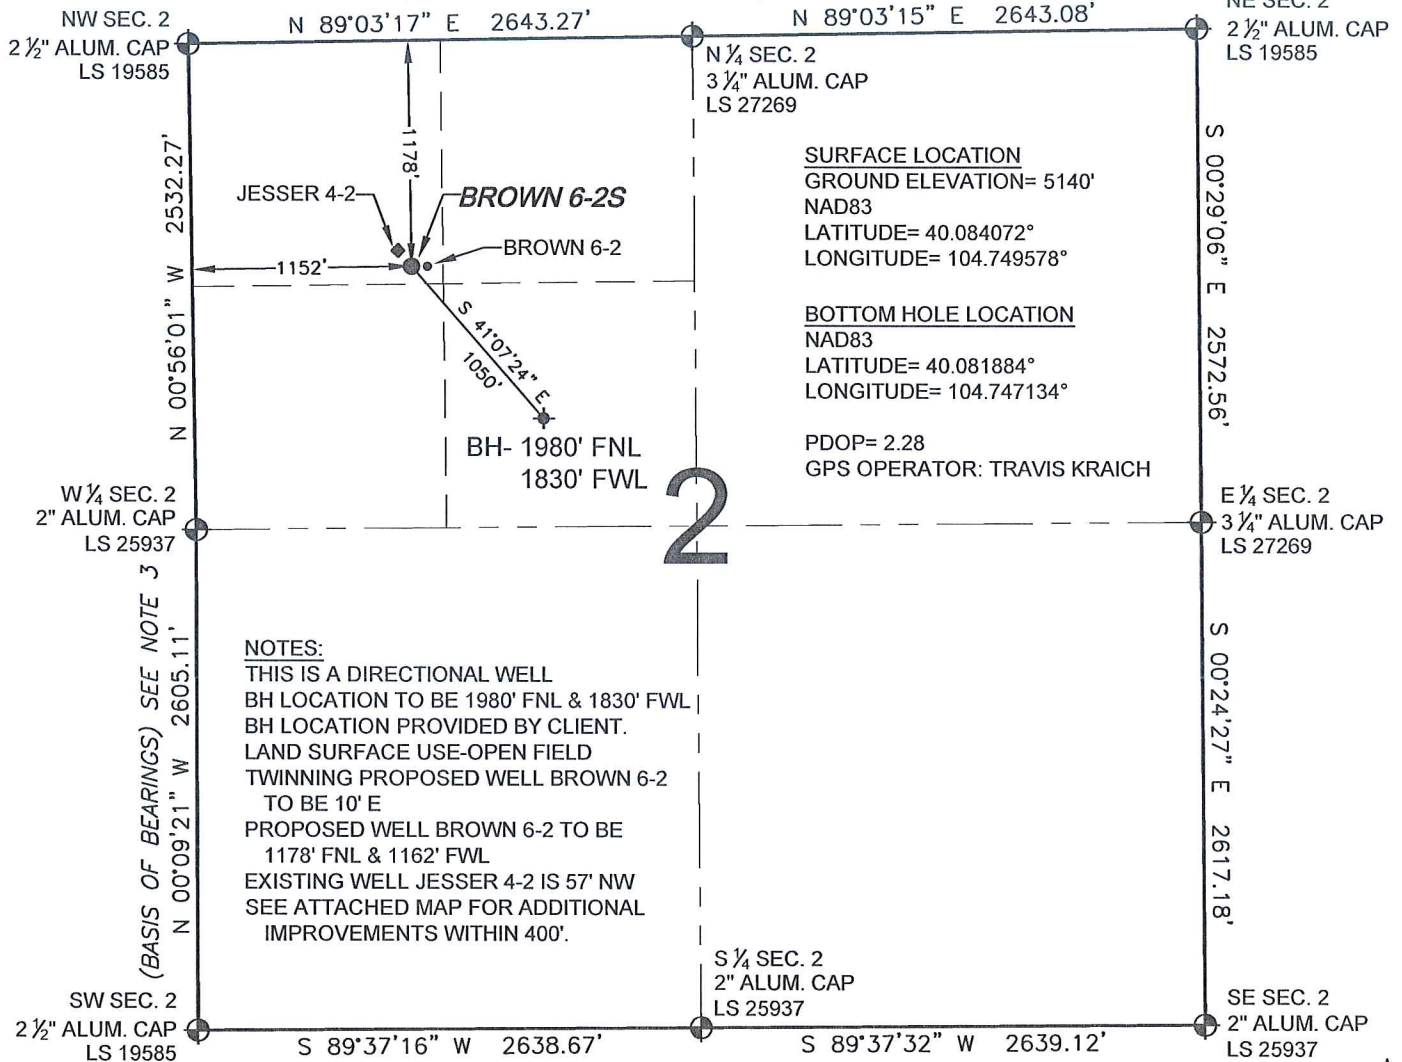 NW SEC. 2
2 ½" ALUM. CAP
LS 19585
N 89°03'17" E 2643.27'
N 89°03'15" E 2643.08'
NE SEC. 2
2 ½" ALUM. CAP
LS 19585
N ¼ SEC. 2
3 ¼" ALUM. CAP
LS 27269
1178'
JESSER 4-2
BROWN 6-2S
BROWN 6-2
1152'
N 00°56'01" W 2532.27'
S 41°07'24" E
1050'
BH- 1980' FNL
1830' FWL
SURFACE LOCATION
GROUND ELEVATION= 5140'
NAD83
LATITUDE= 40.084072°
LONGITUDE= 104.749578°
BOTTOM HOLE LOCATION
NAD83
LATITUDE= 40.081884°
LONGITUDE= 104.747134°
PDOP= 2.28
GPS OPERATOR: TRAVIS KRAICH
S 00°29'06" E 2572.56'
W ¼ SEC. 2
2" ALUM. CAP
LS 25937
2
E ¼ SEC. 2
3 ¼" ALUM. CAP
LS 27269
(BASIS OF BEARINGS) SEE NOTE 3
N 00°09'21" W 2605.11'
NOTES:
THIS IS A DIRECTIONAL WELL
BH LOCATION TO BE 1980' FNL & 1830' FWL
BH LOCATION PROVIDED BY CLIENT.
LAND SURFACE USE-OPEN FIELD
TWINNING PROPOSED WELL BROWN 6-2
TO BE 10' E
PROPOSED WELL BROWN 6-2 TO BE
1178' FNL & 1162' FWL
EXISTING WELL JESSER 4-2 IS 57' NW
SEE ATTACHED MAP FOR ADDITIONAL
IMPROVEMENTS WITHIN 400'.
S 00°24'27" E 2617.18'
SW SEC. 2
2 ½" ALUM. CAP
LS 19585
S 89°37'16" W 2638.67'
S ¼ SEC. 2
2" ALUM. CAP
LS 25937
S 89°37'32" W 2639.12'
SE SEC. 2
2" ALUM. CAP
LS 25937